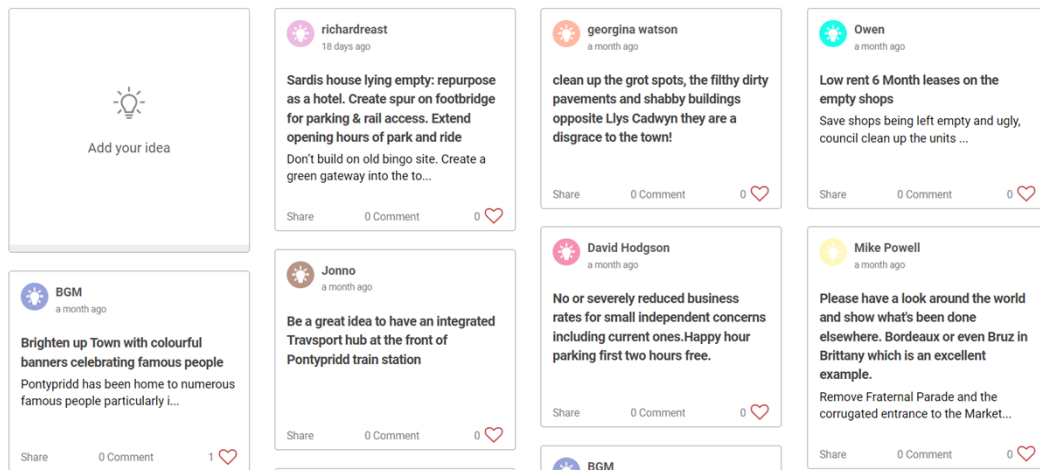 Add your idea
BGM
a month ago
Brighten up Town with colourful
banners celebrating famous people
Pontypridd has been home to numerous
famous people particularly i...
Share 0 Comment 1
richardreast
18 days ago
Sardis house lying empty: repurpose
as a hotel. Create spur on footbridge
for parking & rail access. Extend
opening hours of park and ride
Don't build on old bingo site. Create a
green gateway into the to...
Share 0 Comment 0
Jonno
a month ago
Be a great idea to have an integrated
Travsport hub at the front of
Pontypridd train station
Share 0 Comment 0
georgina watson
a month ago
clean up the grot spots, the filthy dirty
pavements and shabby buildings
opposite Llys Cadwyn they are a
disgrace to the town!
Share 0 Comment 0
David Hodgson
a month ago
No or severely reduced business
rates for small independent concerns
including current ones.Happy hour
parking first two hours free.
Share 0 Comment 0
BGM
Owen
a month ago
Low rent 6 Month leases on the
empty shops
Save shops being left empty and ugly,
council clean up the units ...
Share 0 Comment 0
Mike Powell
a month ago
Please have a look around the world
and show what's been done
elsewhere. Bordeaux or even Bruz in
Brittany which is an excellent
example.
Remove Fraternal Parade and the
corrugated entrance to the Market...
Share 0 Comment 0